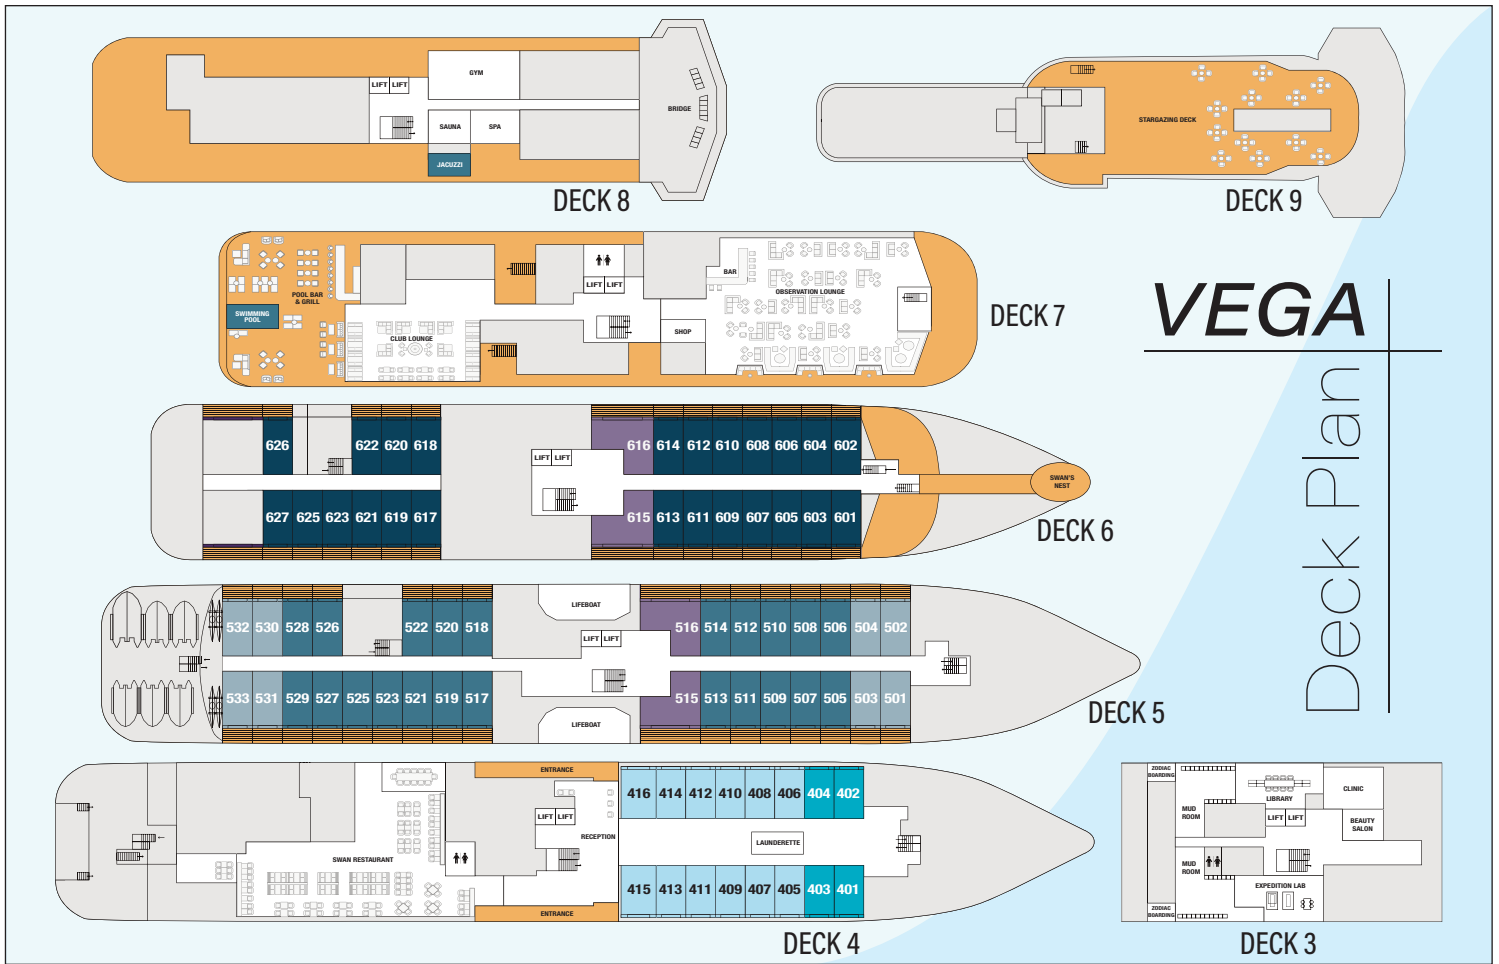 GYM
LIFT LIFT
BRIDGE
SAUNA SPA
JACUZZI
DECK 8
STARGAZING DECK
DECK 9
BAR
LIFT LIFT
OBSERVATION LOUNGE
POOL BAR
& GRILL
SWIMMING
POOL
SHOP
CLUB LOUNGE
DECK 7
VEGA
Deck Plan
626 622 620 618 616 614 612 610 608 606 604 602
LIFT LIFT
SWAN'S
NEST
627 625 623 621 619 617 615 613 611 609 607 605 603 601
DECK 6
LIFEBOAT
532 530 528 526 522 520 518 516 514 512 510 508 506 504 502
LIFT LIFT
533 531 529 527 525 523 521 519 517 515 513 511 509 507 505 503 501
LIFEBOAT
DECK 5
ENTRANCE
416 414 412 410 408 406 404 402
LIFT LIFT
RECEPTION
LAUNDERETTE
SWAN RESTAURANT
415 413 411 409 407 405 403 401
ENTRANCE
DECK 4
ZODIAC
BOARDING
CLINIC
LIBRARY
MUD
ROOM
LIFT LIFT
BEAUTY
SALON
MUD
ROOM
EXPEDITION LAB
ZODIAC
BOARDING
DECK 3